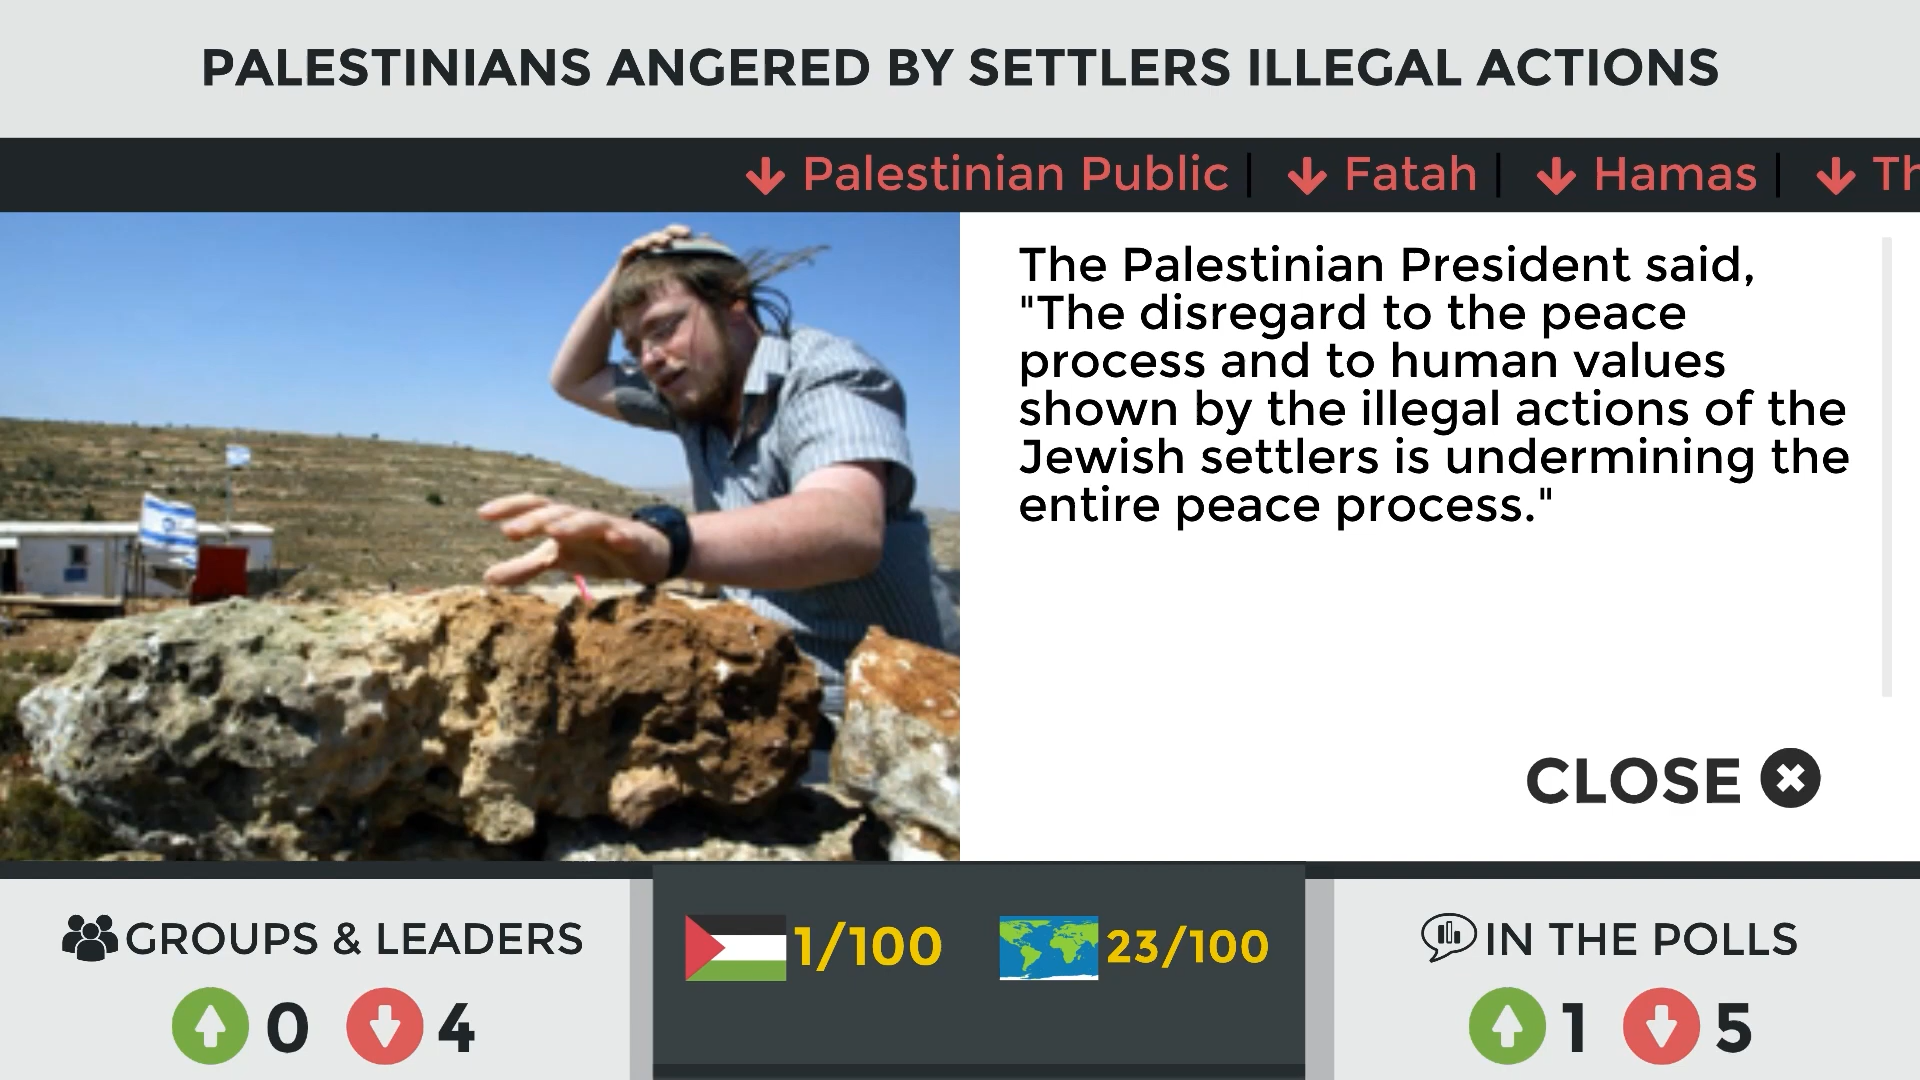 PALESTINIANS ANGERED BY SETTLERS ILLEGAL ACTIONS
Palestinian Public | Fatah | Hamas | Th
The Palestinian President said,
"The disregard to the peace
process and to human values
shown by the illegal actions of the
Jewish settlers is undermining the
entire peace process."
CLOSE
GROUPS & LEADERS
0 4
1/100 23/100
IN THE POLLS
1 5